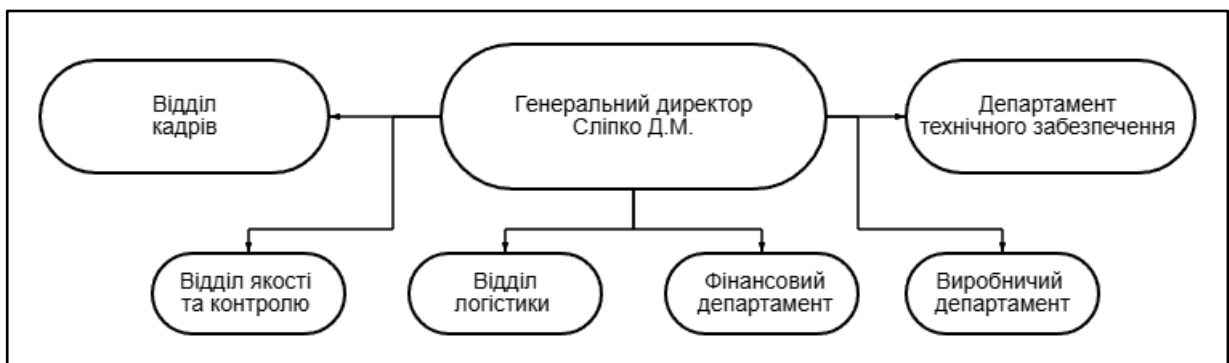 Відділ
кадрів
Генеральний директор
Сліпко Д.М.
Департамент
технічного забезпечення
Відділ якості
та контролю
Відділ
логістики
Фінансовий
департамент
Виробничий
департамент